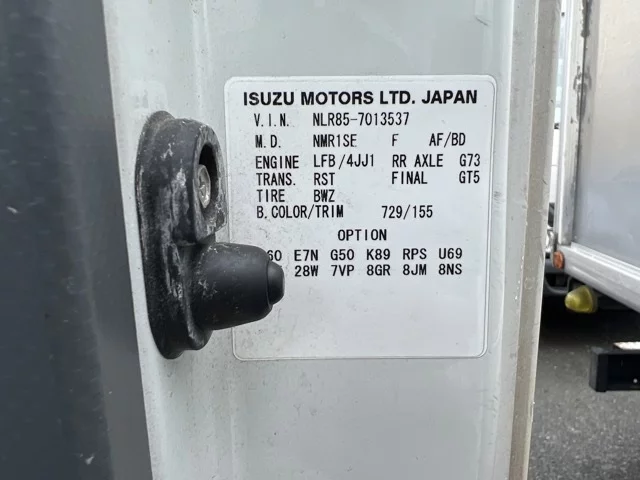 ISUZU MOTORS LTD. JAPAN
V.I.N. NLR85-7013537
M.D. NMR1SE F AF/BD
ENGINE LFB/4JJ1 RR AXLE G73
TRANS. RST FINAL GT5
TIRE BWZ
B.COLOR/TRIM 729/155
OPTION
E7N G50 K89 RPS U69
28W 7VP 8GR 8JM 8NS